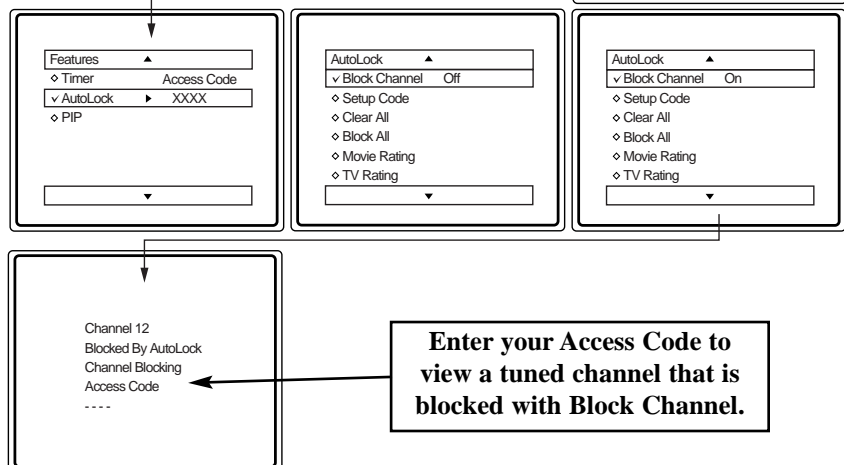 Features
Timer Access Code
AutoLock XXXX
PIP
AutoLock
Block Channel Off
Setup Code
Clear All
Block All
Movie Rating
TV Rating
AutoLock
Block Channel On
Setup Code
Clear All
Block All
Movie Rating
TV Rating
Channel 12
Blocked By AutoLock
Channel Blocking
Access Code
- - - -
Enter your Access Code to
view a tuned channel that is
blocked with Block Channel.